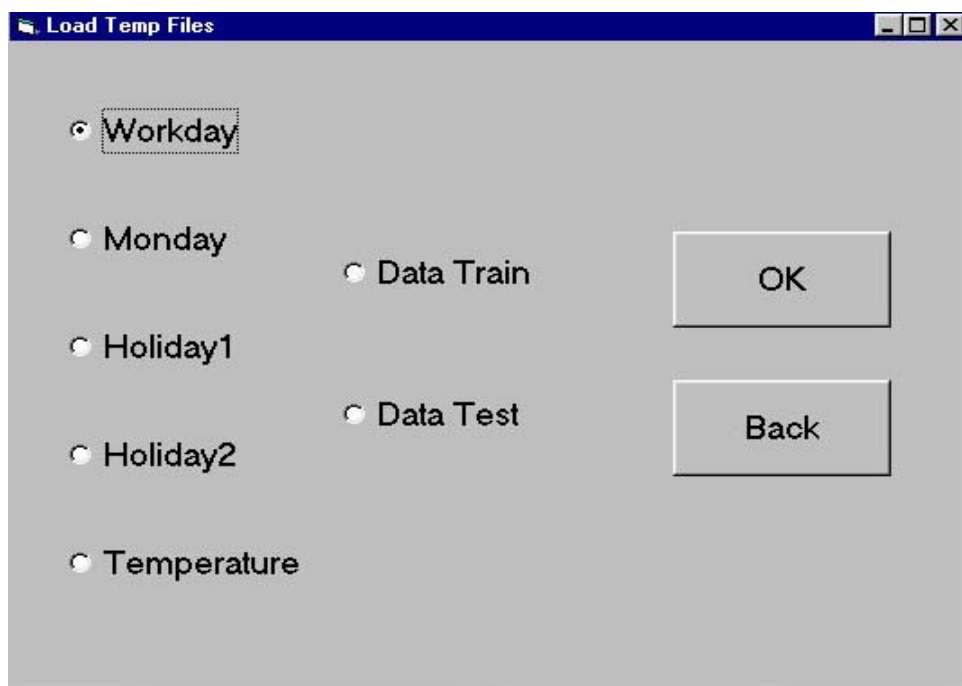 Load Temp Files
Workday
Monday
Holiday1
Holiday2
Temperature
Data Train
Data Test
OK
Back